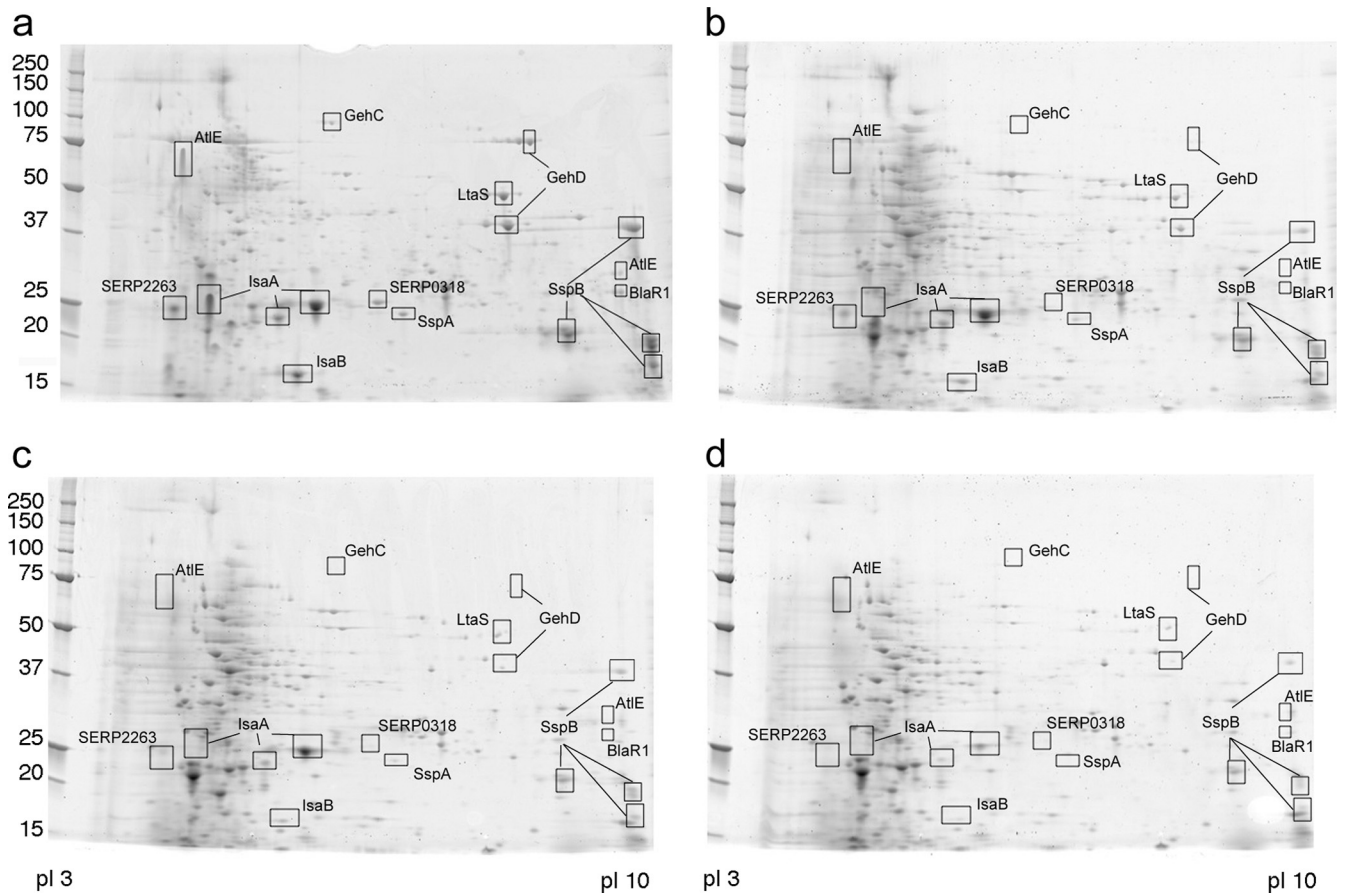 a
250
150
100
75
50
37
25
20
15
GehC
AtlE
LtaS
GehD
SERP2263
IsaA
SERP0318
SspA
SspB
AtlE
BlaR1
IsaB
b
GehC
AtlE
LtaS
GehD
SERP2263
IsaA
SERP0318
SspA
SspB
AtlE
BlaR1
IsaB
c
250
150
100
75
50
37
25
20
15
GehC
AtlE
LtaS
GehD
SERP2263
IsaA
SERP0318
SspA
SspB
AtlE
BlaR1
IsaB
pI 3
pI 10
d
GehC
AtlE
LtaS
GehD
SERP2263
IsaA
SERP0318
SspA
SspB
AtlE
BlaR1
IsaB
pI 3
pI 10